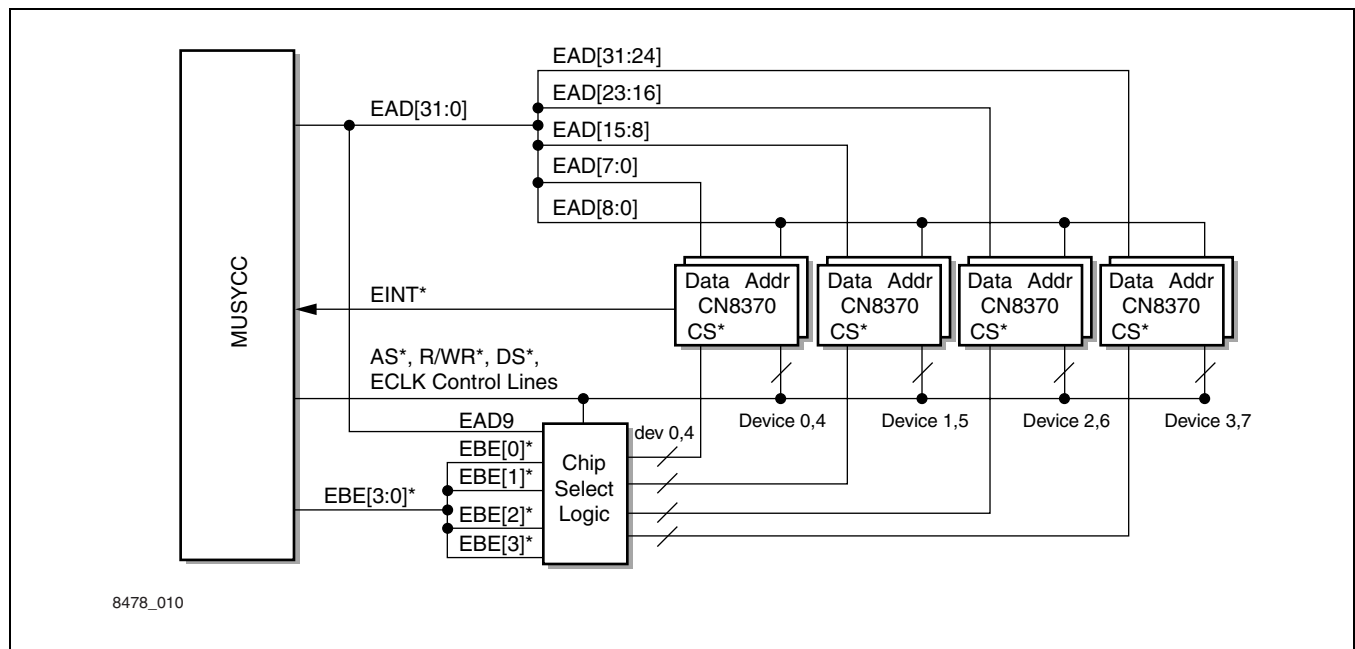 EAD[31:24]
EAD[23:16]
EAD[31:0]
EAD[15:8]
EAD[7:0]
EAD[8:0]
MUSYCC
Data Addr
CN8370
CS*
Data Addr
CN8370
CS*
Data Addr
CN8370
CS*
Data Addr
CN8370
CS*
EINT*
AS*, R/WR*, DS*,
ECLK Control Lines
Device 0,4
Device 1,5
Device 2,6
Device 3,7
EAD9
dev 0,4
EBE[0]*
EBE[1]*
EBE[3:0]*
EBE[2]*
EBE[3]*
Chip
Select
Logic
8478_010